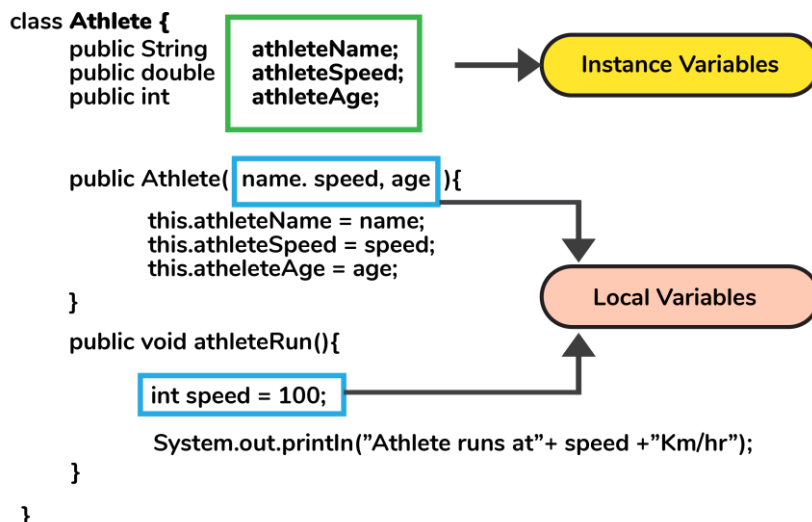 class Athlete {
public String athleteName;
public double athleteSpeed;
public int athleteAge;
Instance Variables
public Athlete( name. speed, age ){
this.athleteName = name;
this.athleteSpeed = speed;
this.atheleteAge = age;
}
Local Variables
public void athleteRun(){
int speed = 100;
System.out.println(”Athlete runs at”+ speed +”Km/hr”);
}
}